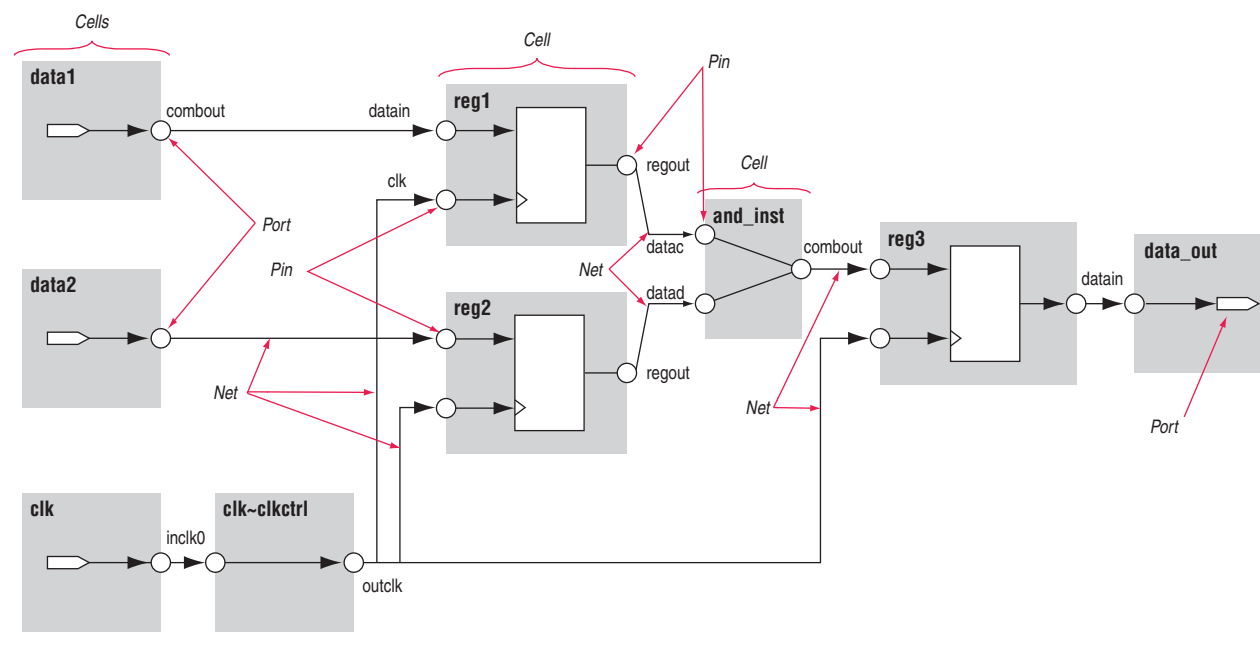 Cells
Cell
Pin
data1
combout
datain
reg1
regout
clk
Cell
and_inst
Port
Pin
datac
combout
reg3
Net
data2
datad
reg2
datain
data_out
regout
Net
Net
Port
clk
inclk0
clk~clkctrl
outclk